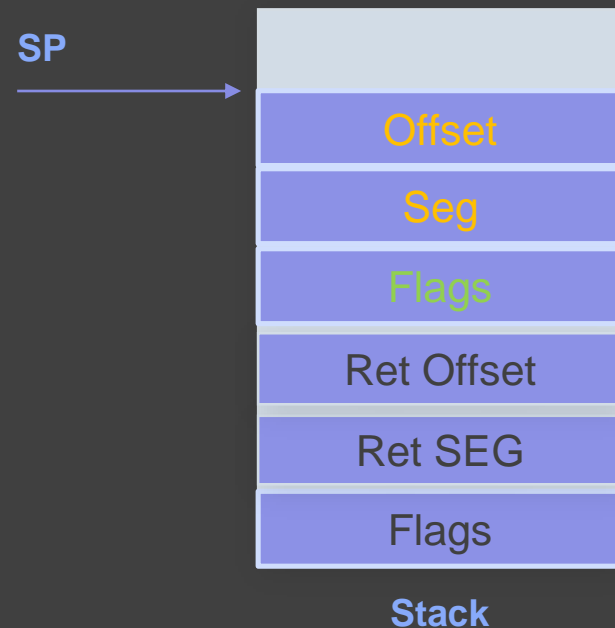 SP
Offset
Seg
Flags
Ret Offset
Ret SEG
Flags
Stack